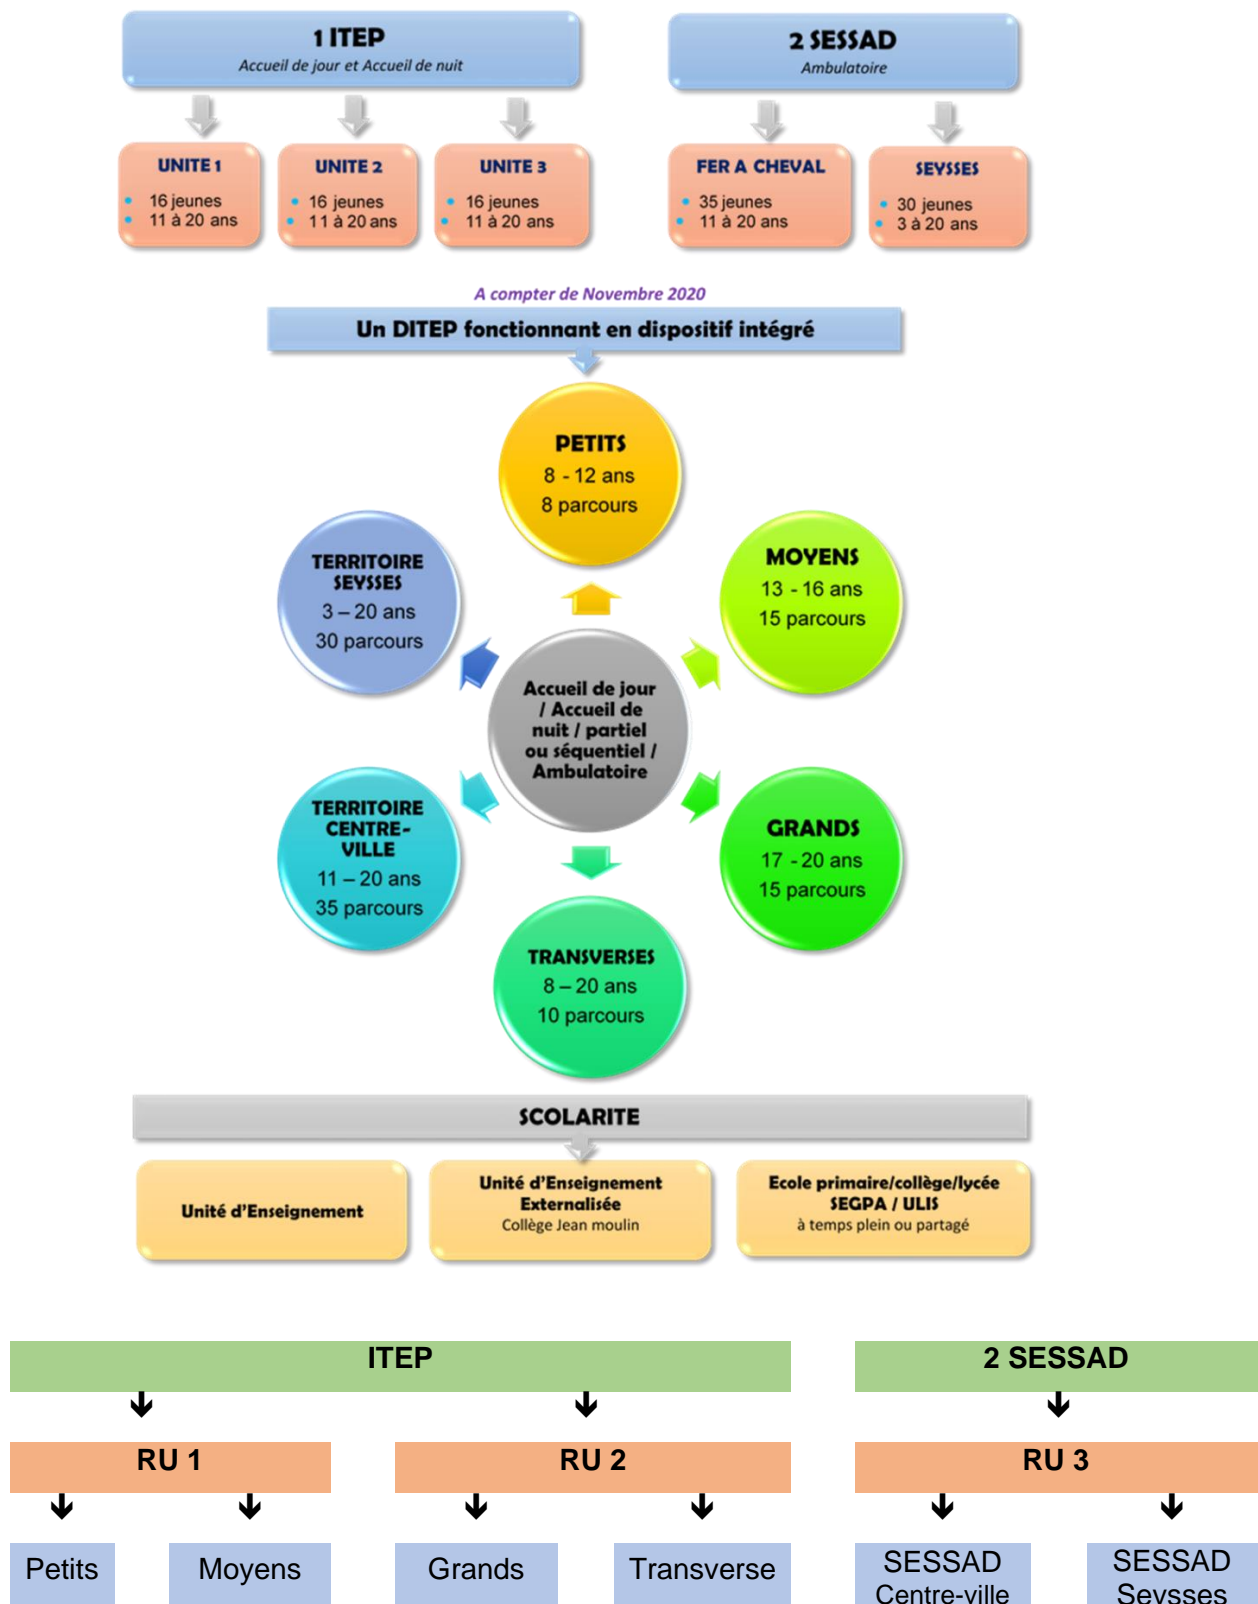 1 ITEP
Accueil de jour et Accueil de nuit
2 SESSAD
Ambulatoire
UNITE 1
• 16 jeunes
• 11 à 20 ans
UNITE 2
• 16 jeunes
• 11 à 20 ans
UNITE 3
• 16 jeunes
• 11 à 20 ans
FER A CHEVAL
• 35 jeunes
• 11 à 20 ans
SEYSSES
• 30 jeunes
• 3 à 20 ans
A compter de Novembre 2020
Un DITEP fonctionnant en dispositif intégré
PETITS
8 - 12 ans
8 parcours
MOYENS
13 - 16 ans
15 parcours
GRANDS
17 - 20 ans
15 parcours
TRANSVERSES
8 – 20 ans
10 parcours
TERRITOIRE
CENTRE-
VILLE
11 – 20 ans
35 parcours
TERRITOIRE
SEYSSES
3 – 20 ans
30 parcours
Accueil de jour
/ Accueil de
nuit / partiel
ou séquentiel /
Ambulatoire
SCOLARITE
Unité d'Enseignement
Unité d'Enseignement
Externalisée
Collège Jean moulin
Ecole primaire/collège/lycée
SEGPA / ULIS
à temps plein ou partagé
ITEP
2 SESSAD
RU 1
RU 2
RU 3
Petits
Moyens
Grands
Transverse
SESSAD
Centre-ville
SESSAD
Seysses